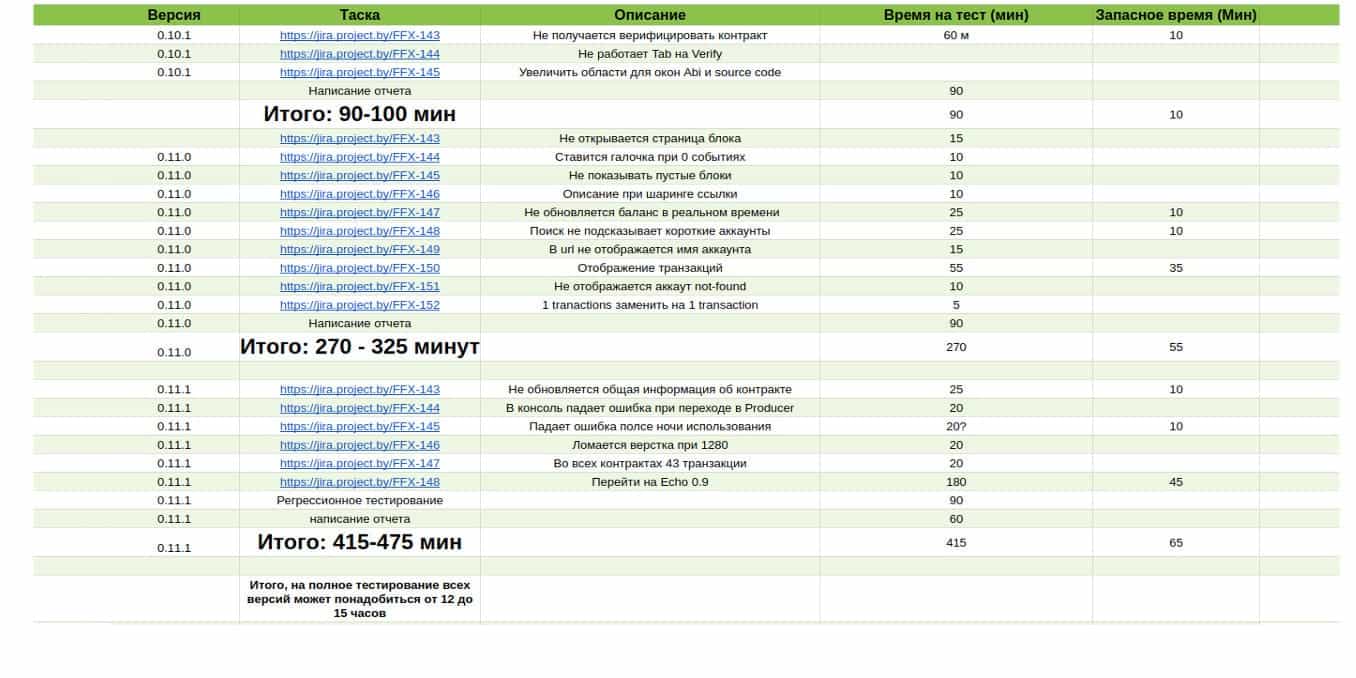 Версия Таска Описание Время на тест (мин) Запасное время (Мин)
0.10.1 https://jira.project.by/FFX-143 Не получается верифицировать контракт 60 м 10
0.10.1 https://jira.project.by/FFX-144 Не работает Tab на Verify
0.10.1 https://jira.project.by/FFX-145 Увеличить области для окон Abi и source code
Написание отчета 90
Итого: 90-100 мин 90 10
https://jira.project.by/FFX-143 Не открывается страница блока 15
0.11.0 https://jira.project.by/FFX-144 Ставится галочка при 0 событиях 10
0.11.0 https://jira.project.by/FFX-145 Не показывать пустые блоки 10
0.11.0 https://jira.project.by/FFX-146 Описание при шаринге ссылки 10
0.11.0 https://jira.project.by/FFX-147 Не обновляется баланс в реальном времени 25 10
0.11.0 https://jira.project.by/FFX-148 Поиск не подсказывает короткие аккаунты 25 10
0.11.0 https://jira.project.by/FFX-149 В url не отображается имя аккаунта 15
0.11.0 https://jira.project.by/FFX-150 Отображение транзакций 55 35
0.11.0 https://jira.project.by/FFX-151 Не отображается аккаут not-found 10
0.11.0 https://jira.project.by/FFX-152 1 tranactions заменить на 1 transaction 5
0.11.0 Написание отчета 90
0.11.0 Итого: 270 - 325 минут 270 55
0.11.1 https://jira.project.by/FFX-143 Не обновляется общая информация об контракте 25 10
0.11.1 https://jira.project.by/FFX-144 В консоль падает ошибка при переходе в Producer 20
0.11.1 https://jira.project.by/FFX-145 Падает ошибка полсе ночи использования 20? 10
0.11.1 https://jira.project.by/FFX-146 Ломается верстка при 1280 20
0.11.1 https://jira.project.by/FFX-147 Во всех контрактах 43 транзакции 20
0.11.1 https://jira.project.by/FFX-148 Перейти на Echo 0.9 180 45
0.11.1 Регрессионное тестирование 90
0.11.1 написание отчета 60
0.11.1 Итого: 415-475 мин 415 65
Итого, на полное тестирование всех
версий может понадобиться от 12 до
15 часов